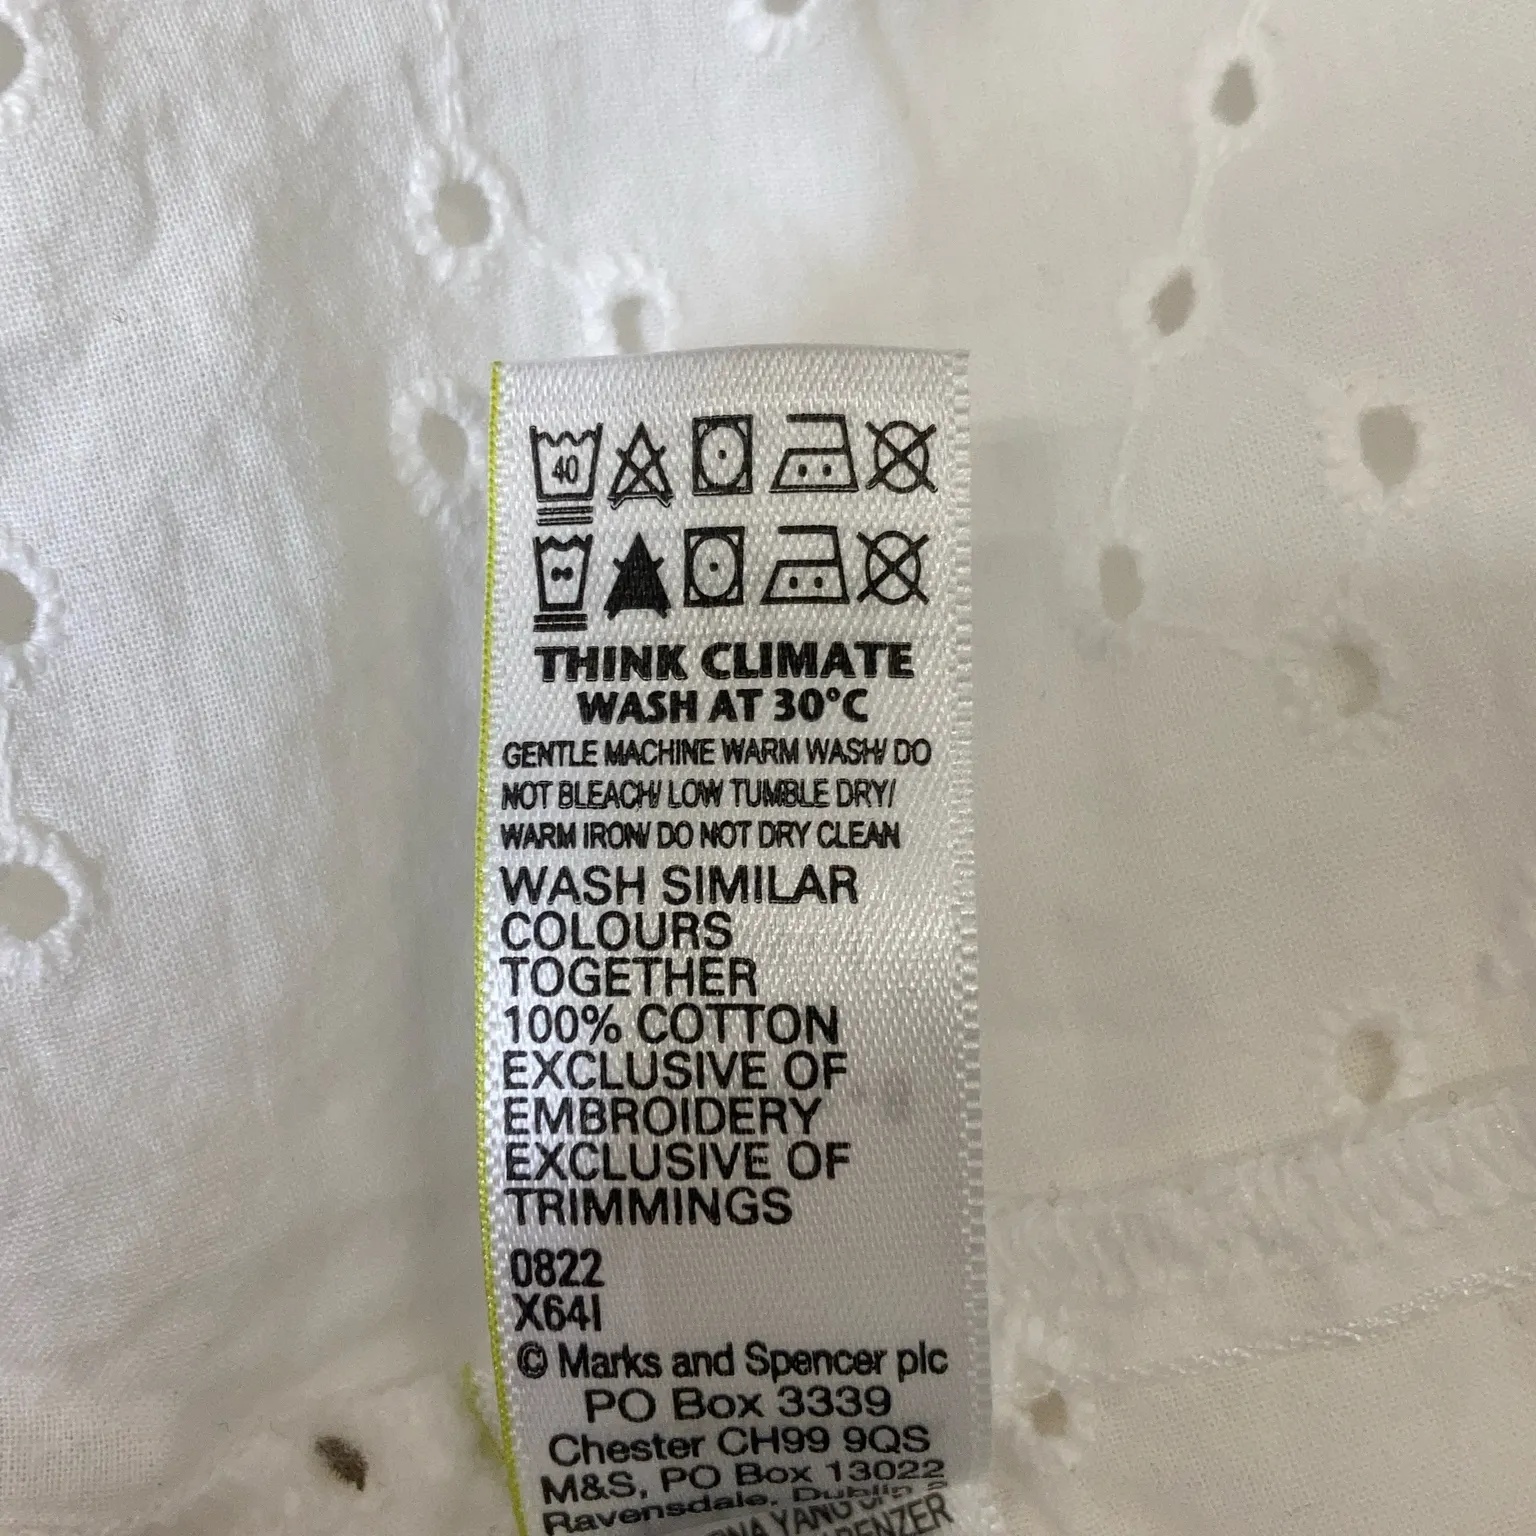 40
THINK CLIMATE
WASH AT 30°C
GENTLE MACHINE WARM WASH/ DO
NOT BLEACH/ LOW TUMBLE DRY/
WARM IRON/ DO NOT DRY CLEAN
WASH SIMILAR
COLOURS
TOGETHER
100% COTTON
EXCLUSIVE OF
EMBROIDERY
EXCLUSIVE OF
TRIMMINGS
0822
X64I
© Marks and Spencer plc
PO Box 3339
Chester CH99 9QS
M&S, PO Box 13022
Ravensdale, Dublin
YANG